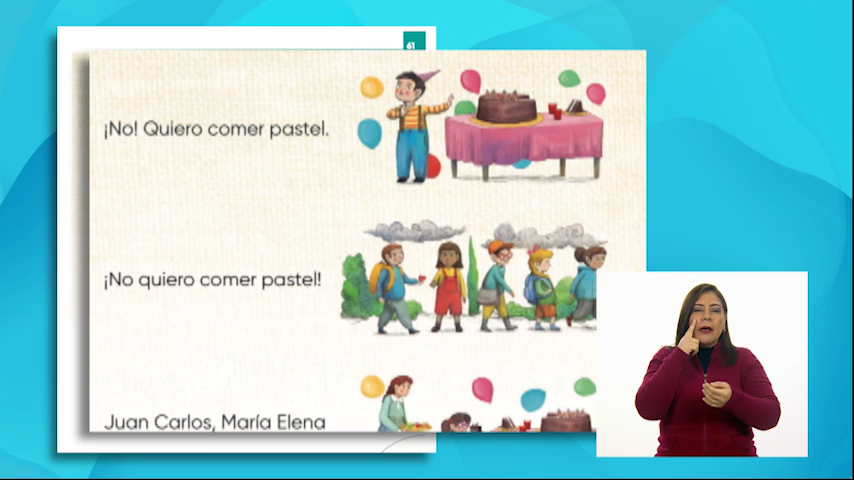 61
¡No! Quiero comer pastel.
¡No quiero comer pastel!
Juan Carlos, María Elena